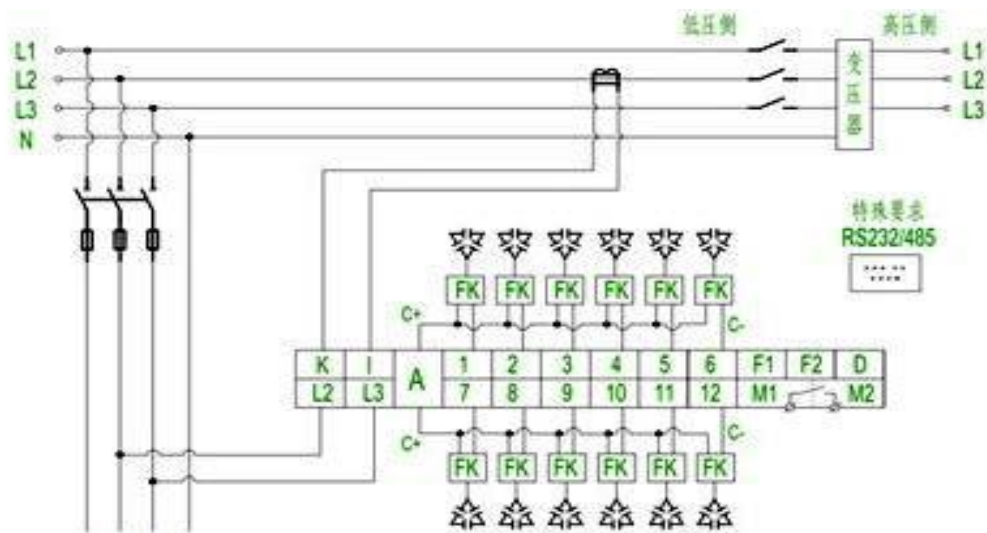 低压侧 高压侧
L1 L1
L2 L2
L3 L3
N
变压器
特殊要求
RS232/485
FK FK FK FK FK FK
C+ C-
K I A 1 2 3 4 5 6 F1 F2 D
L2 L3 7 8 9 10 11 12 M1 M2
C+ C-
FK FK FK FK FK FK